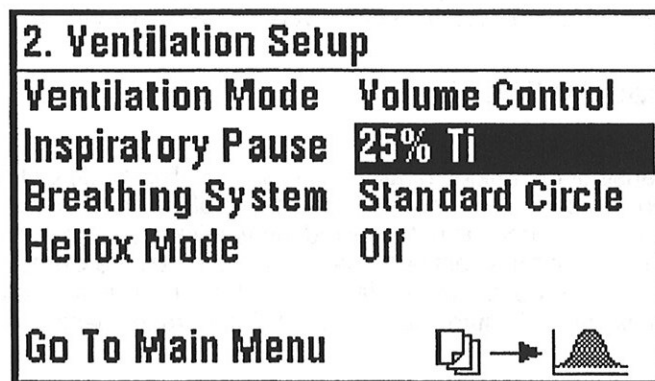 2. Ventilation Setup
Ventilation Mode Volume Control
Inspiratory Pause 25% Ti
Breathing System Standard Circle
Heliox Mode Off
Go To Main Menu